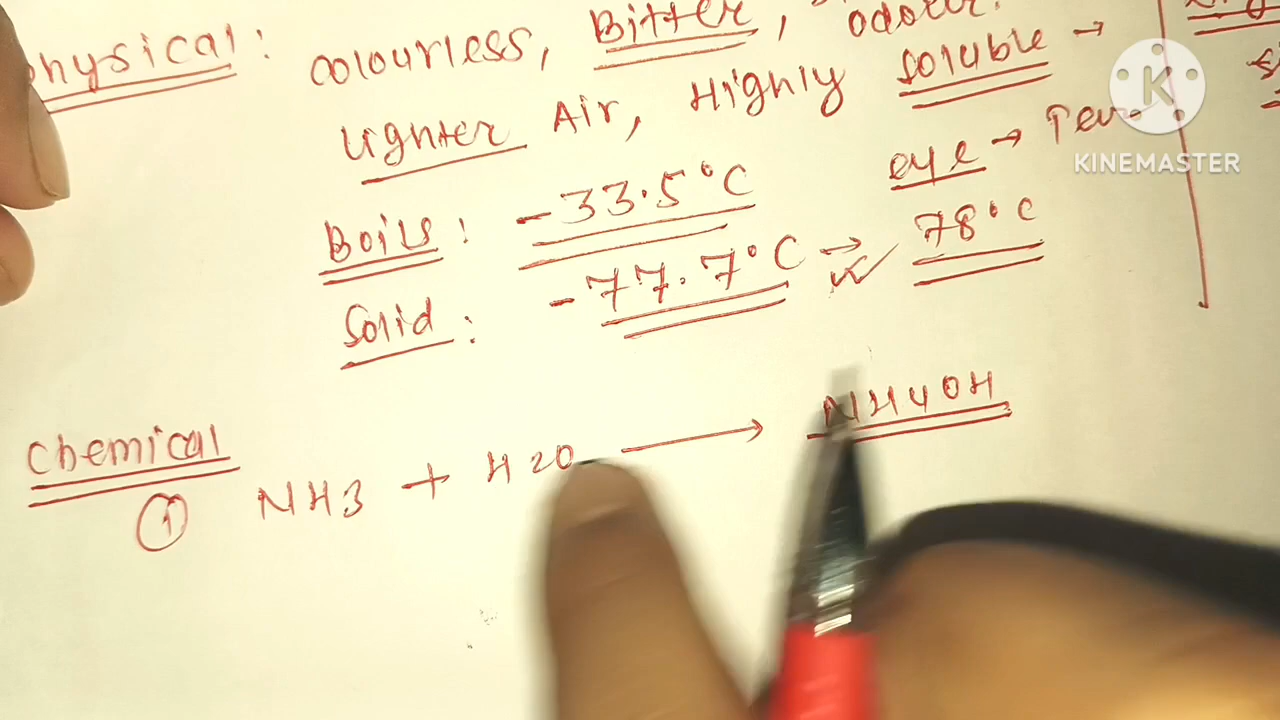 Physical: Colourless, Bitter, odour.
Lighter Air, Highly soluble →
eye → Tear
Boils: -33.5°C
Solid: -77.7°C → 78°C
Chemical
① NH3 + H2O → NH4OH
KINEMASTER